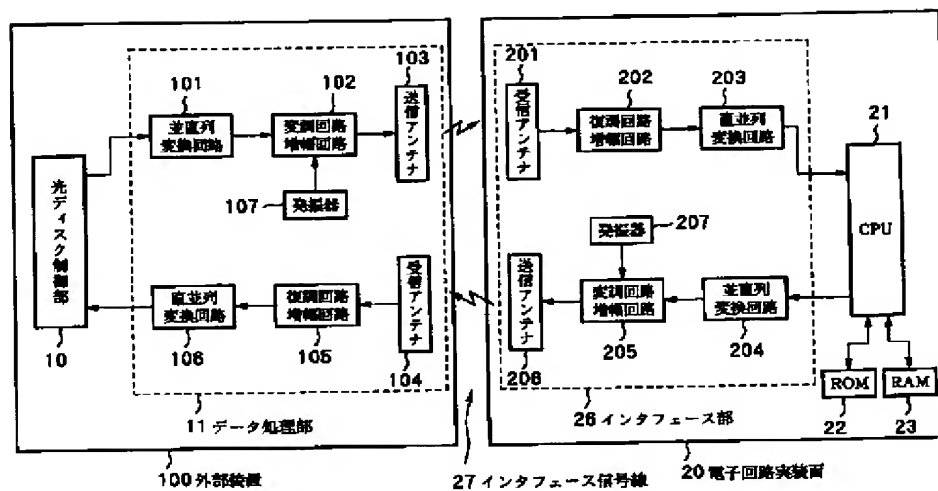 101
並直列
変換回路
102
変調回路
増幅回路
103
送信アンテナ
107
発振器
光ディスク制御部
10
106
直並列
変換回路
105
復調回路
増幅回路
104
受信アンテナ
11 データ処理部
100 外部装置
201
受信アンテナ
202
復調回路
増幅回路
203
直並列
変換回路
21
CPU
発振器
207
送信アンテナ
206
変調回路
増幅回路
205
並直列
変換回路
204
ROM
22
RAM
23
26 インタフェース部
27 インタフェース信号線
20 電子回路実装面